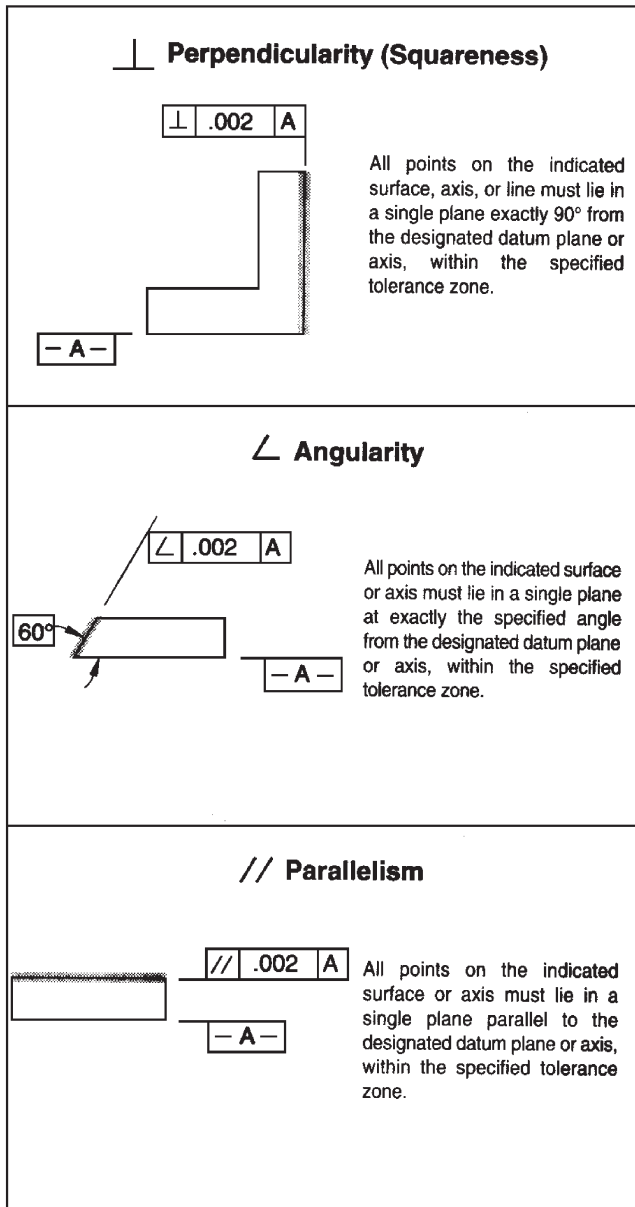 ⊥ Perpendicularity (Squareness)
⊥ .002 A
All points on the indicated
surface, axis, or line must lie in
a single plane exactly 90° from
the designated datum plane or
axis, within the specified
tolerance zone.
– A –
∠ Angularity
∠ .002 A
60°
All points on the indicated surface
or axis must lie in a single plane
at exactly the specified angle
from the designated datum plane
or axis, within the specified
tolerance zone.
– A –
// Parallelism
// .002 A
– A –
All points on the indicated
surface or axis must lie in a
single plane parallel to the
designated datum plane or axis,
within the specified tolerance
zone.